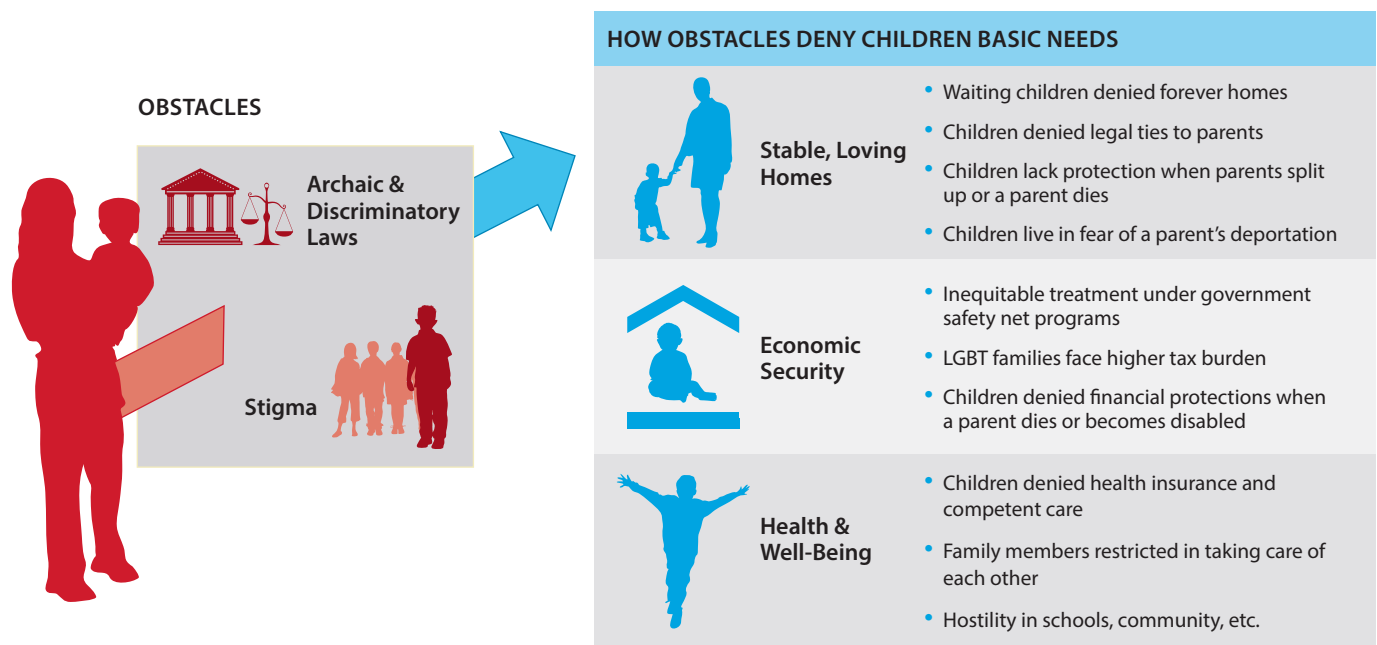 OBSTACLES
Archaic &
Discriminatory
Laws
Stigma
HOW OBSTACLES DENY CHILDREN BASIC NEEDS
Stable, Loving
Homes
• Waiting children denied forever homes
• Children denied legal ties to parents
• Children lack protection when parents split
up or a parent dies
• Children live in fear of a parent’s deportation
Economic
Security
• Inequitable treatment under government
safety net programs
• LGBT families face higher tax burden
• Children denied financial protections when
a parent dies or becomes disabled
Health &
Well-Being
• Children denied health insurance and
competent care
• Family members restricted in taking care of
each other
• Hostility in schools, community, etc.